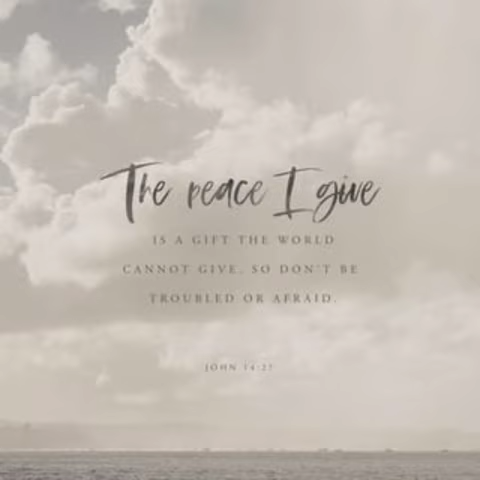 The peace I give
IS A GIFT THE WORLD
CANNOT GIVE. SO DON'T BE
TROUBLED OR AFRAID.
JOHN 14:27